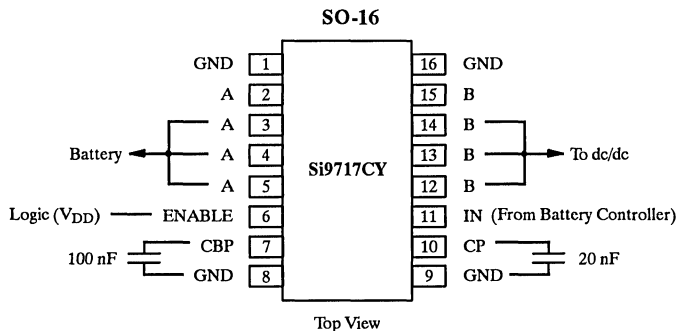 SO-16
GND 1 16 GND
A 2 15 B
A 3 14 B
Battery A 4 Si9717CY 13 B To dc/dc
A 5 12 B
Logic (VDD) ENABLE 6 11 IN (From Battery Controller)
CBP 7 10 CP
100 nF 20 nF
GND 8 9 GND
Top View